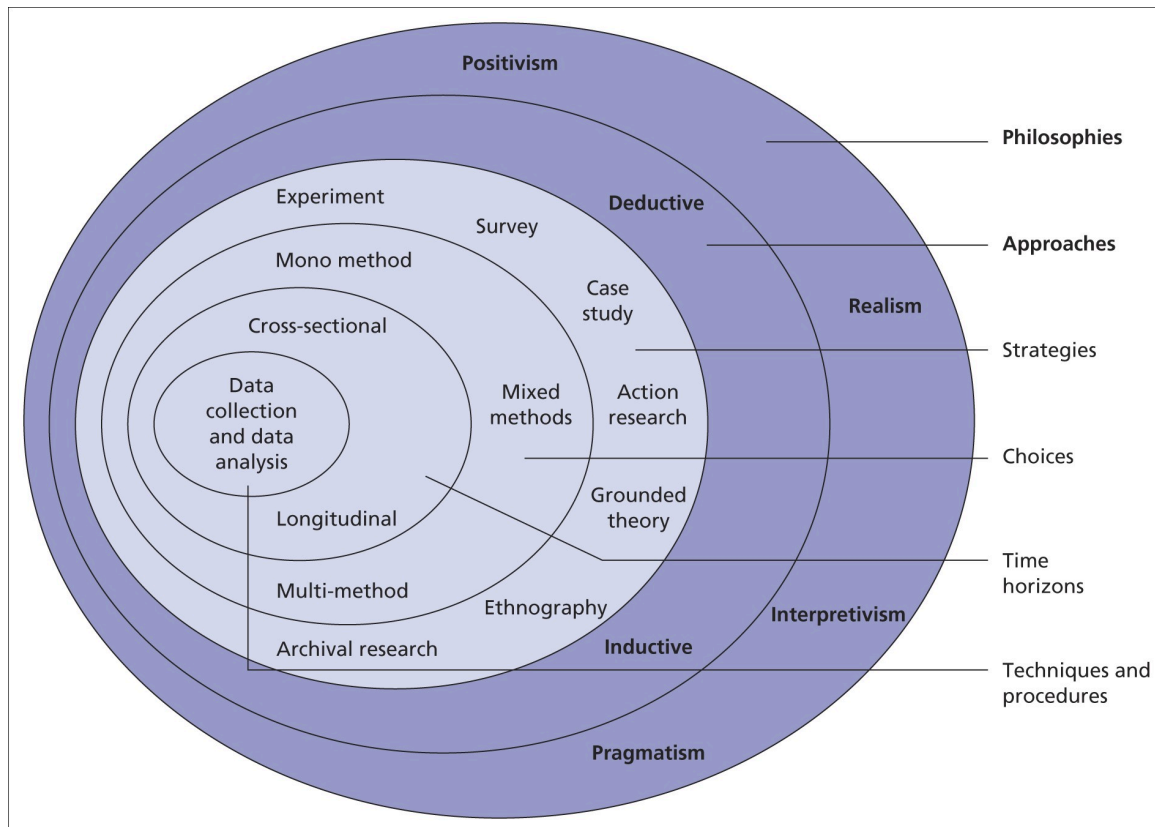 Positivism
Philosophies
Deductive
Approaches
Realism
Experiment
Survey
Case
study
Strategies
Mono method
Cross-sectional
Data
collection
and data
analysis
Mixed
methods
Action
research
Choices
Grounded
theory
Longitudinal
Time
horizons
Multi-method
Ethnography
Interpretivism
Archival research
Inductive
Techniques and
procedures
Pragmatism